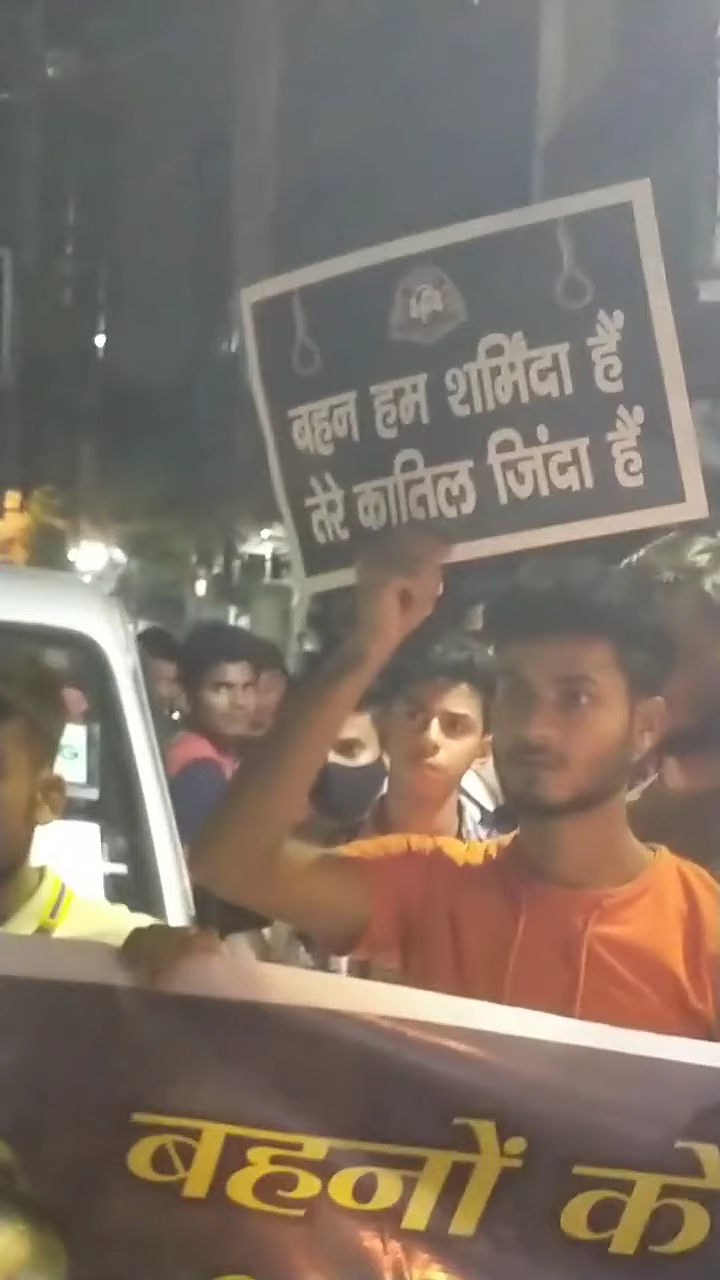 बहन हम शर्मिंदा हैं
तेरे कातिल जिंदा हैं
बहनों को